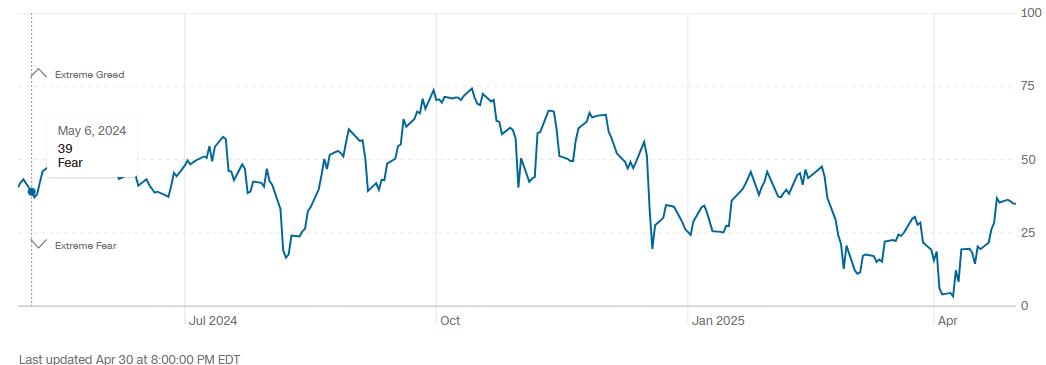 100
Extreme Greed
75
May 6, 2024
39
Fear
50
25
Extreme Fear
0
Jul 2024 Oct Jan 2025 Apr
Last updated Apr 30 at 8:00:00 PM EDT